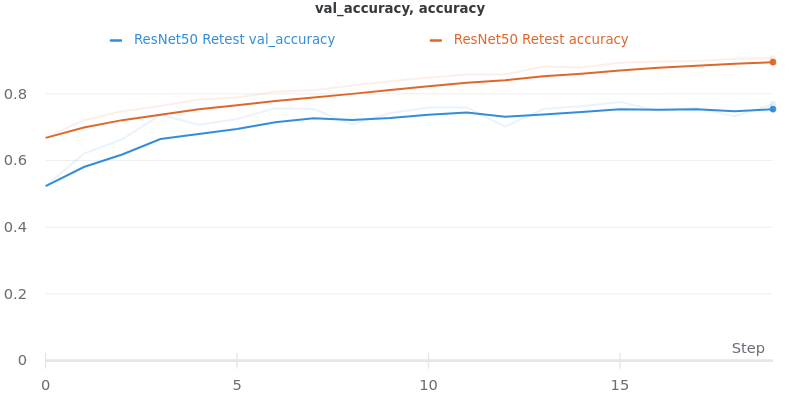 val_accuracy, accuracy
ResNet50 Retest val_accuracy
ResNet50 Retest accuracy
0.8
0.6
0.4
0.2
0
Step
0 5 10 15